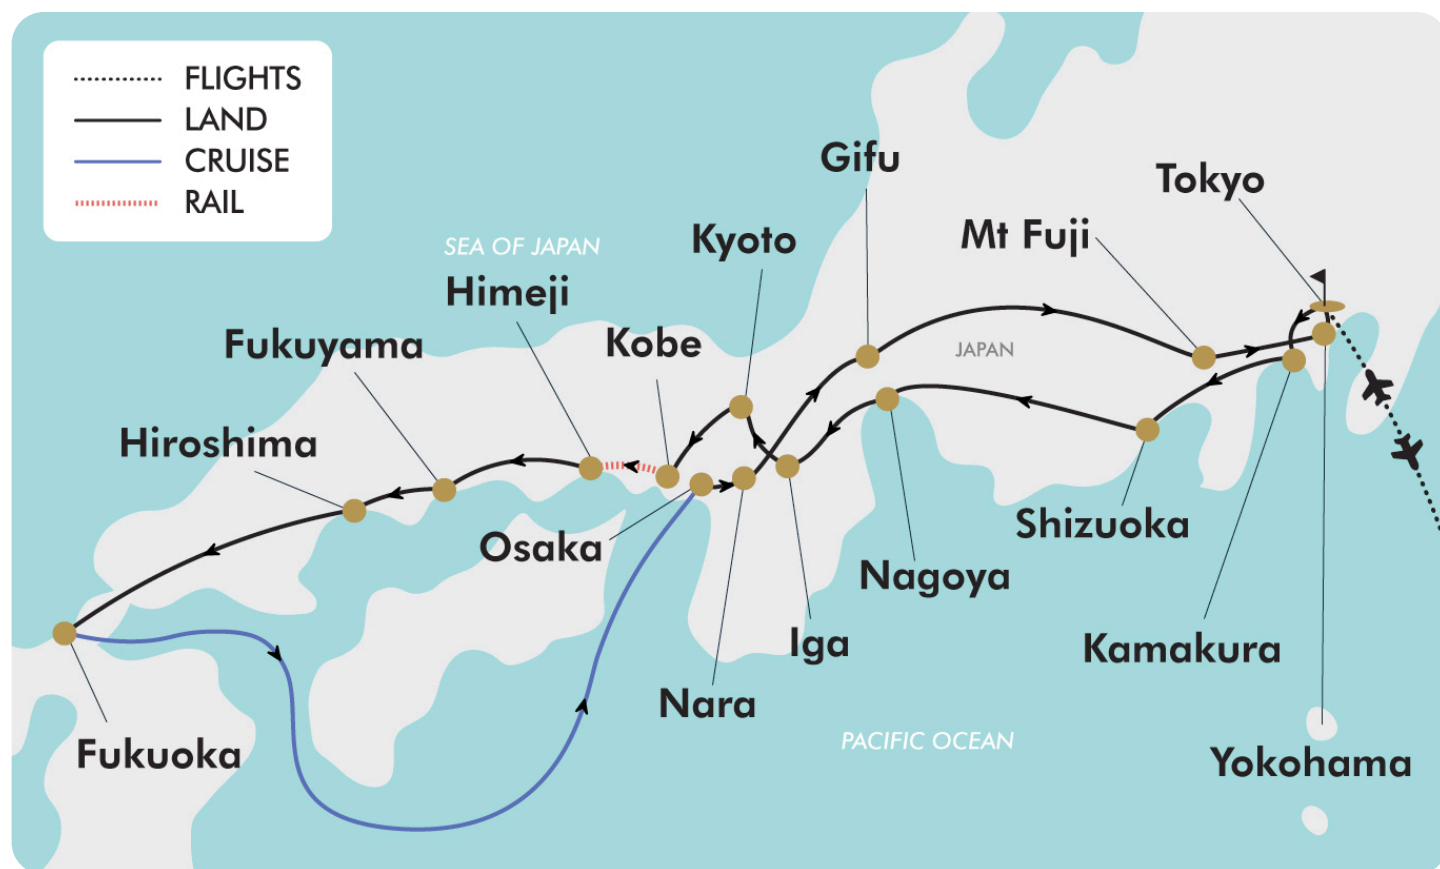 FLIGHTS
LAND
CRUISE
RAIL
Gifu
Tokyo
Kyoto
Mt Fuji
SEA OF JAPAN
Himeji
Fukuyama
Kobe
JAPAN
Hiroshima
Osaka
Shizuoka
Nagoya
Iga
Kamakura
Nara
PACIFIC OCEAN
Fukuoka
Yokohama